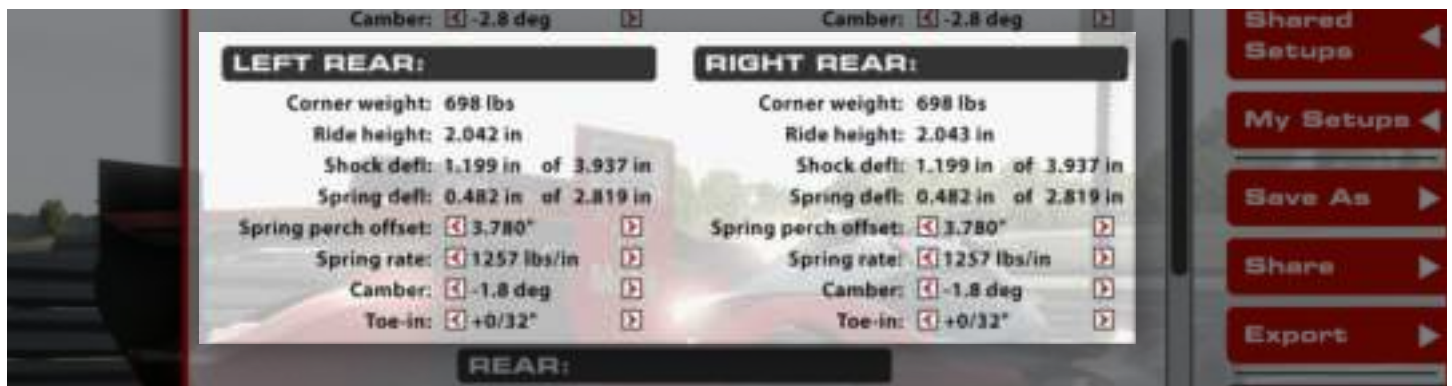 Camber: -2.8 deg
Camber: -2.8 deg
LEFT REAR:
Corner weight: 698 lbs
Ride height: 2.042 in
Shock defl: 1.199 in of 3.937 in
Spring defl: 0.482 in of 2.819 in
Spring perch offset: 3.780"
Spring rate: 1257 lbs/in
Camber: -1.8 deg
Toe-in: +0/32"
RIGHT REAR:
Corner weight: 698 lbs
Ride height: 2.043 in
Shock defl: 1.199 in of 3.937 in
Spring defl: 0.482 in of 2.819 in
Spring perch offset: 3.780"
Spring rate: 1257 lbs/in
Camber: -1.8 deg
Toe-in: +0/32"
REAR:
Shared
Setups
My Setups
Save As
Share
Export